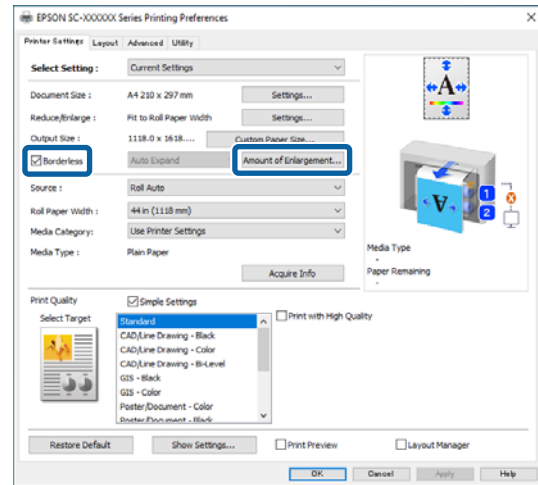 EPSON SC-XXXXXX Series Printing Preferences
Printer Settings Layout Advanced Utility
Select Setting : Current Settings
Document Size : A4 210 x 297 mm Settings...
Reduce/Enlarge : Fit to Roll Paper Width Settings...
Output Size : 1118.0 x 1618.... Custom Paper Size...
Borderless Auto Expand Amount of Enlargement...
Source : Roll Auto
Roll Paper Width : 44 in (1118 mm)
Media Category: Use Printer Settings
Media Type : Plain Paper
Acquire Info
A
A
1
2
Media Type
-
Paper Remaining
-
Print Quality Simple Settings
Select Target
Standard
CAD/Line Drawing - Black
CAD/Line Drawing - Color
CAD/Line Drawing - Bi-Level
GIS - Black
GIS - Color
Poster/Document - Color
Poster/Document - Black
Print with High Quality
Restore Default Show Settings... Print Preview Layout Manager
OK Cancel Apply Help